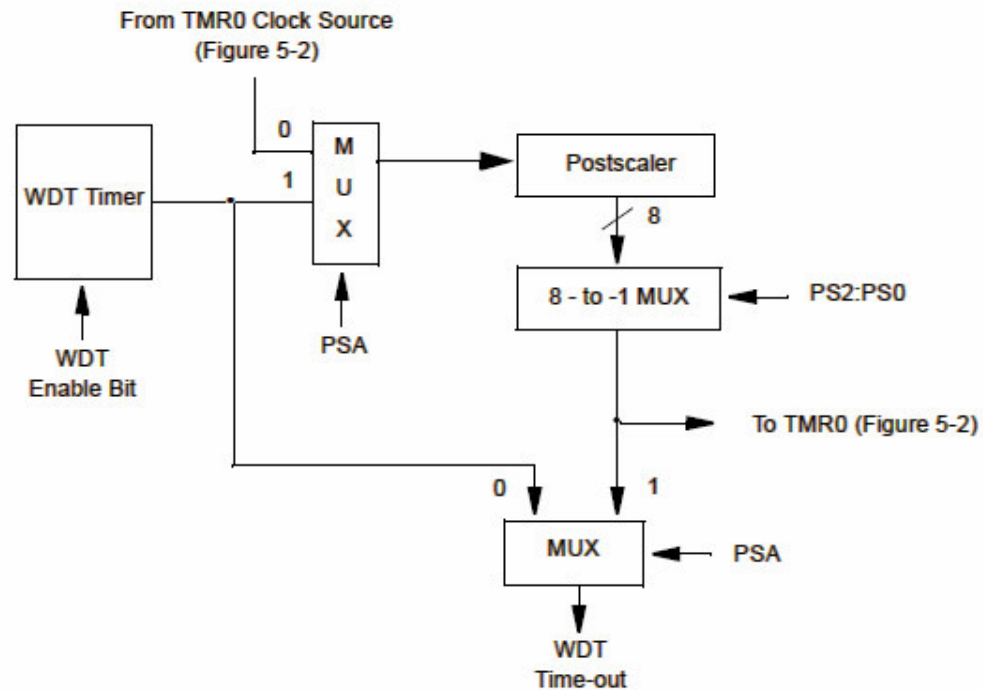 From TMR0 Clock Source
(Figure 5-2)
0
M
U
X
1
WDT Timer
Postscaler
8
8 - to -1 MUX
PS2:PS0
PSA
WDT
Enable Bit
To TMR0 (Figure 5-2)
0
1
MUX
PSA
WDT
Time-out